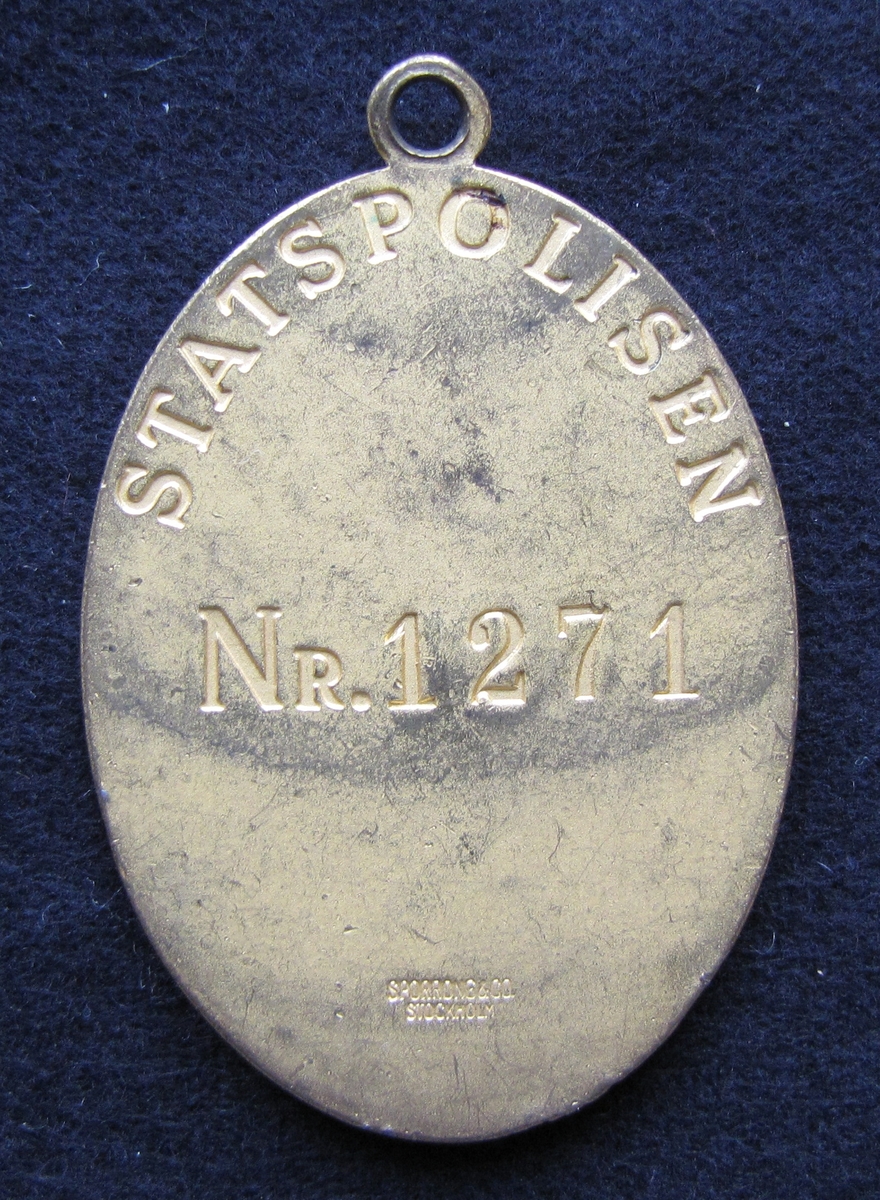 STATSPOLISEN
NR. 1271
SPORRONG & CO.
STOCKHOLM